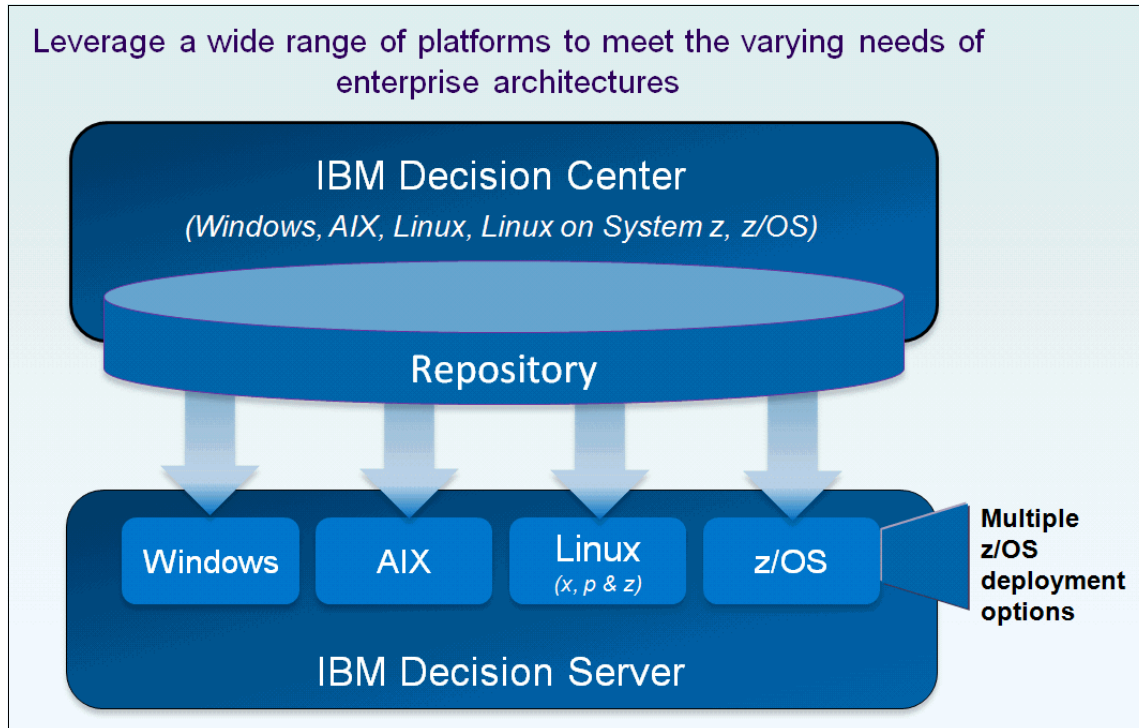 Leverage a wide range of platforms to meet the varying needs of
enterprise architectures
IBM Decision Center
(Windows, AIX, Linux, Linux on System z, z/OS)
Repository
Windows
AIX
Linux
(x, p & z)
z/OS
Multiple
z/OS
deployment
options
IBM Decision Server